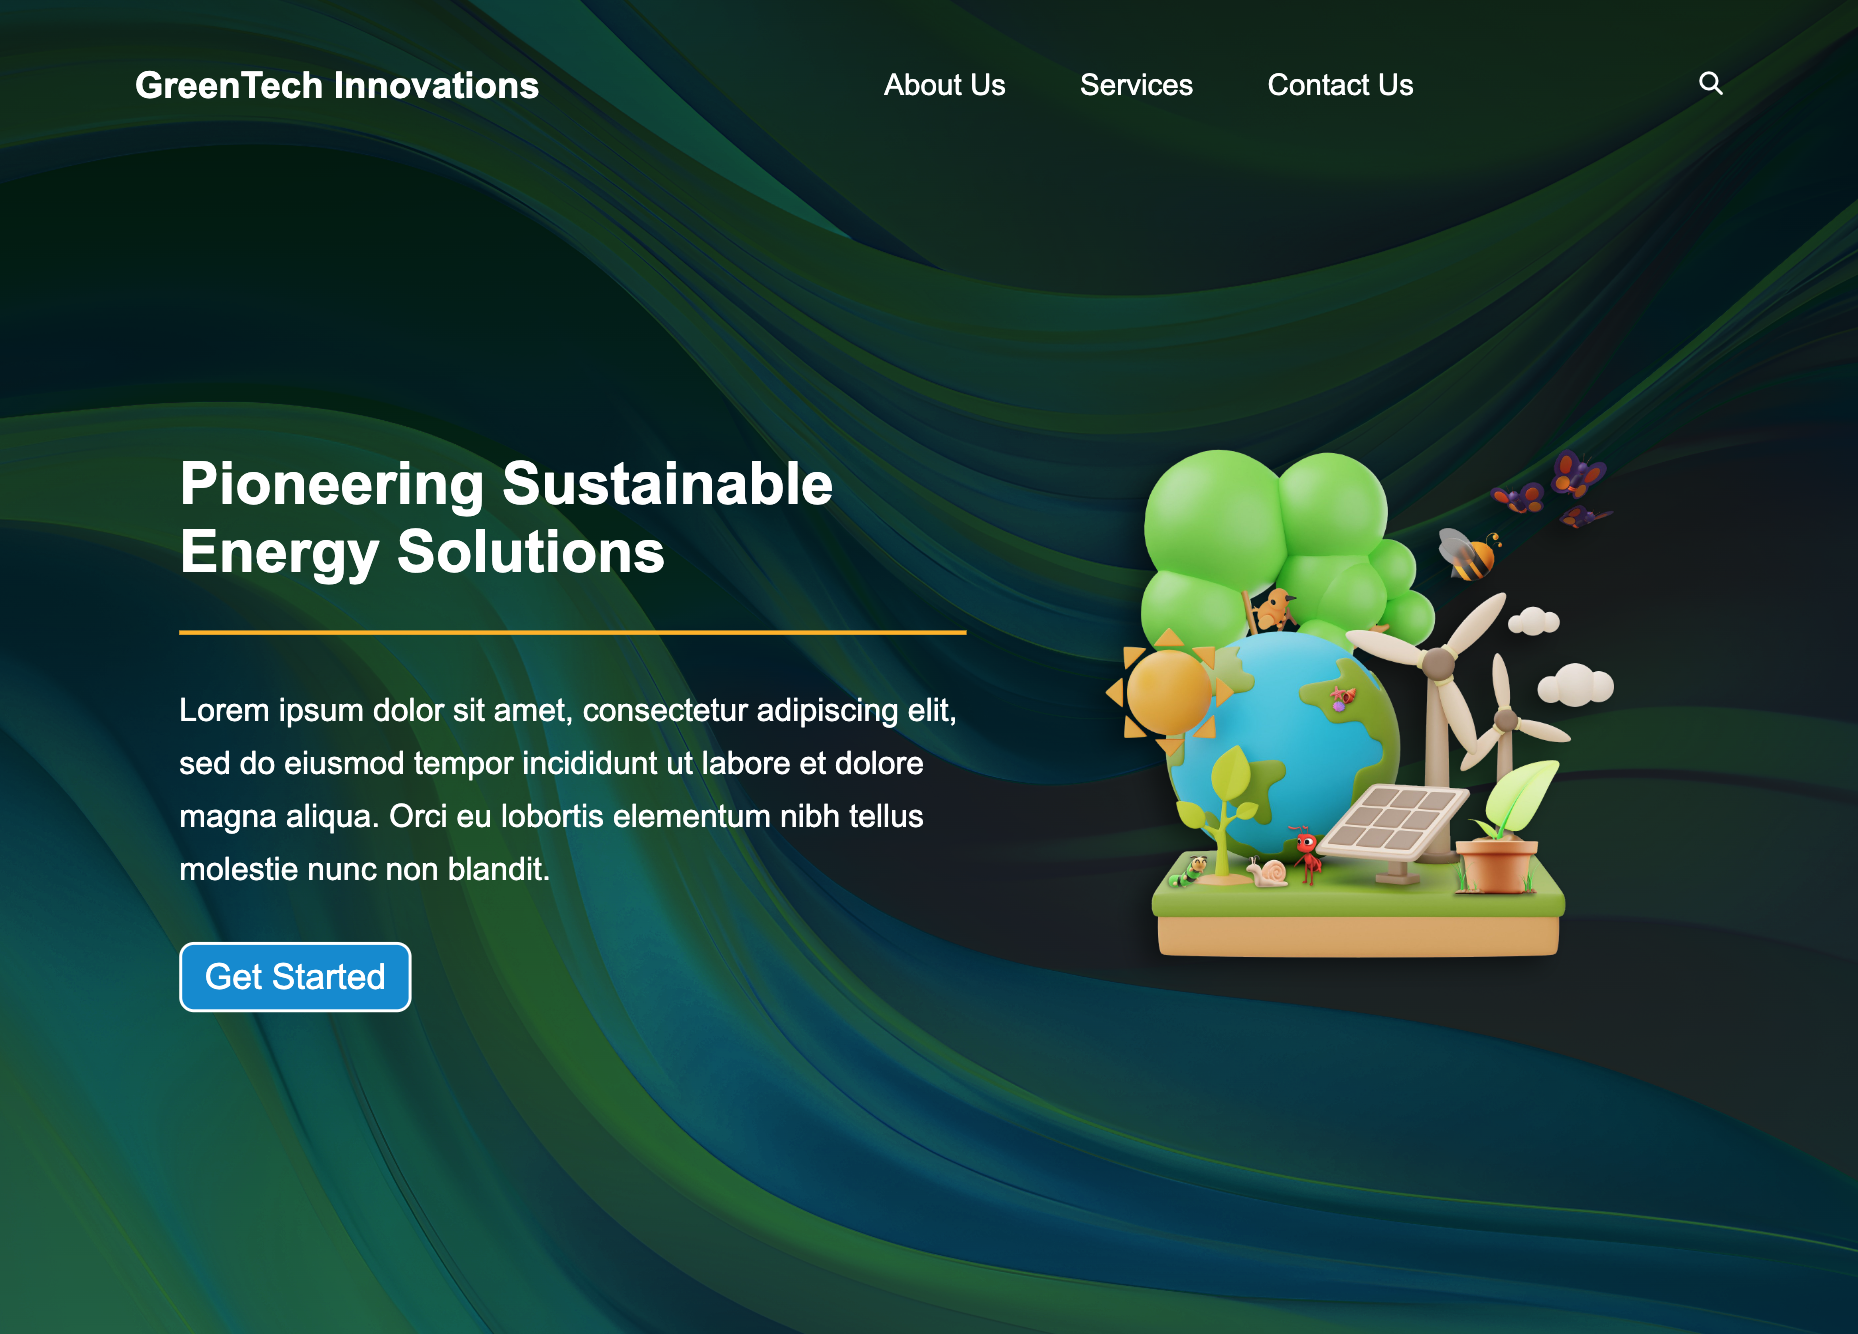 GreenTech Innovations
About Us
Services
Contact Us
Pioneering Sustainable
Energy Solutions
Lorem ipsum dolor sit amet, consectetur adipiscing elit,
sed do eiusmod tempor incididunt ut labore et dolore
magna aliqua. Orci eu lobortis elementum nibh tellus
molestie nunc non blandit.
Get Started